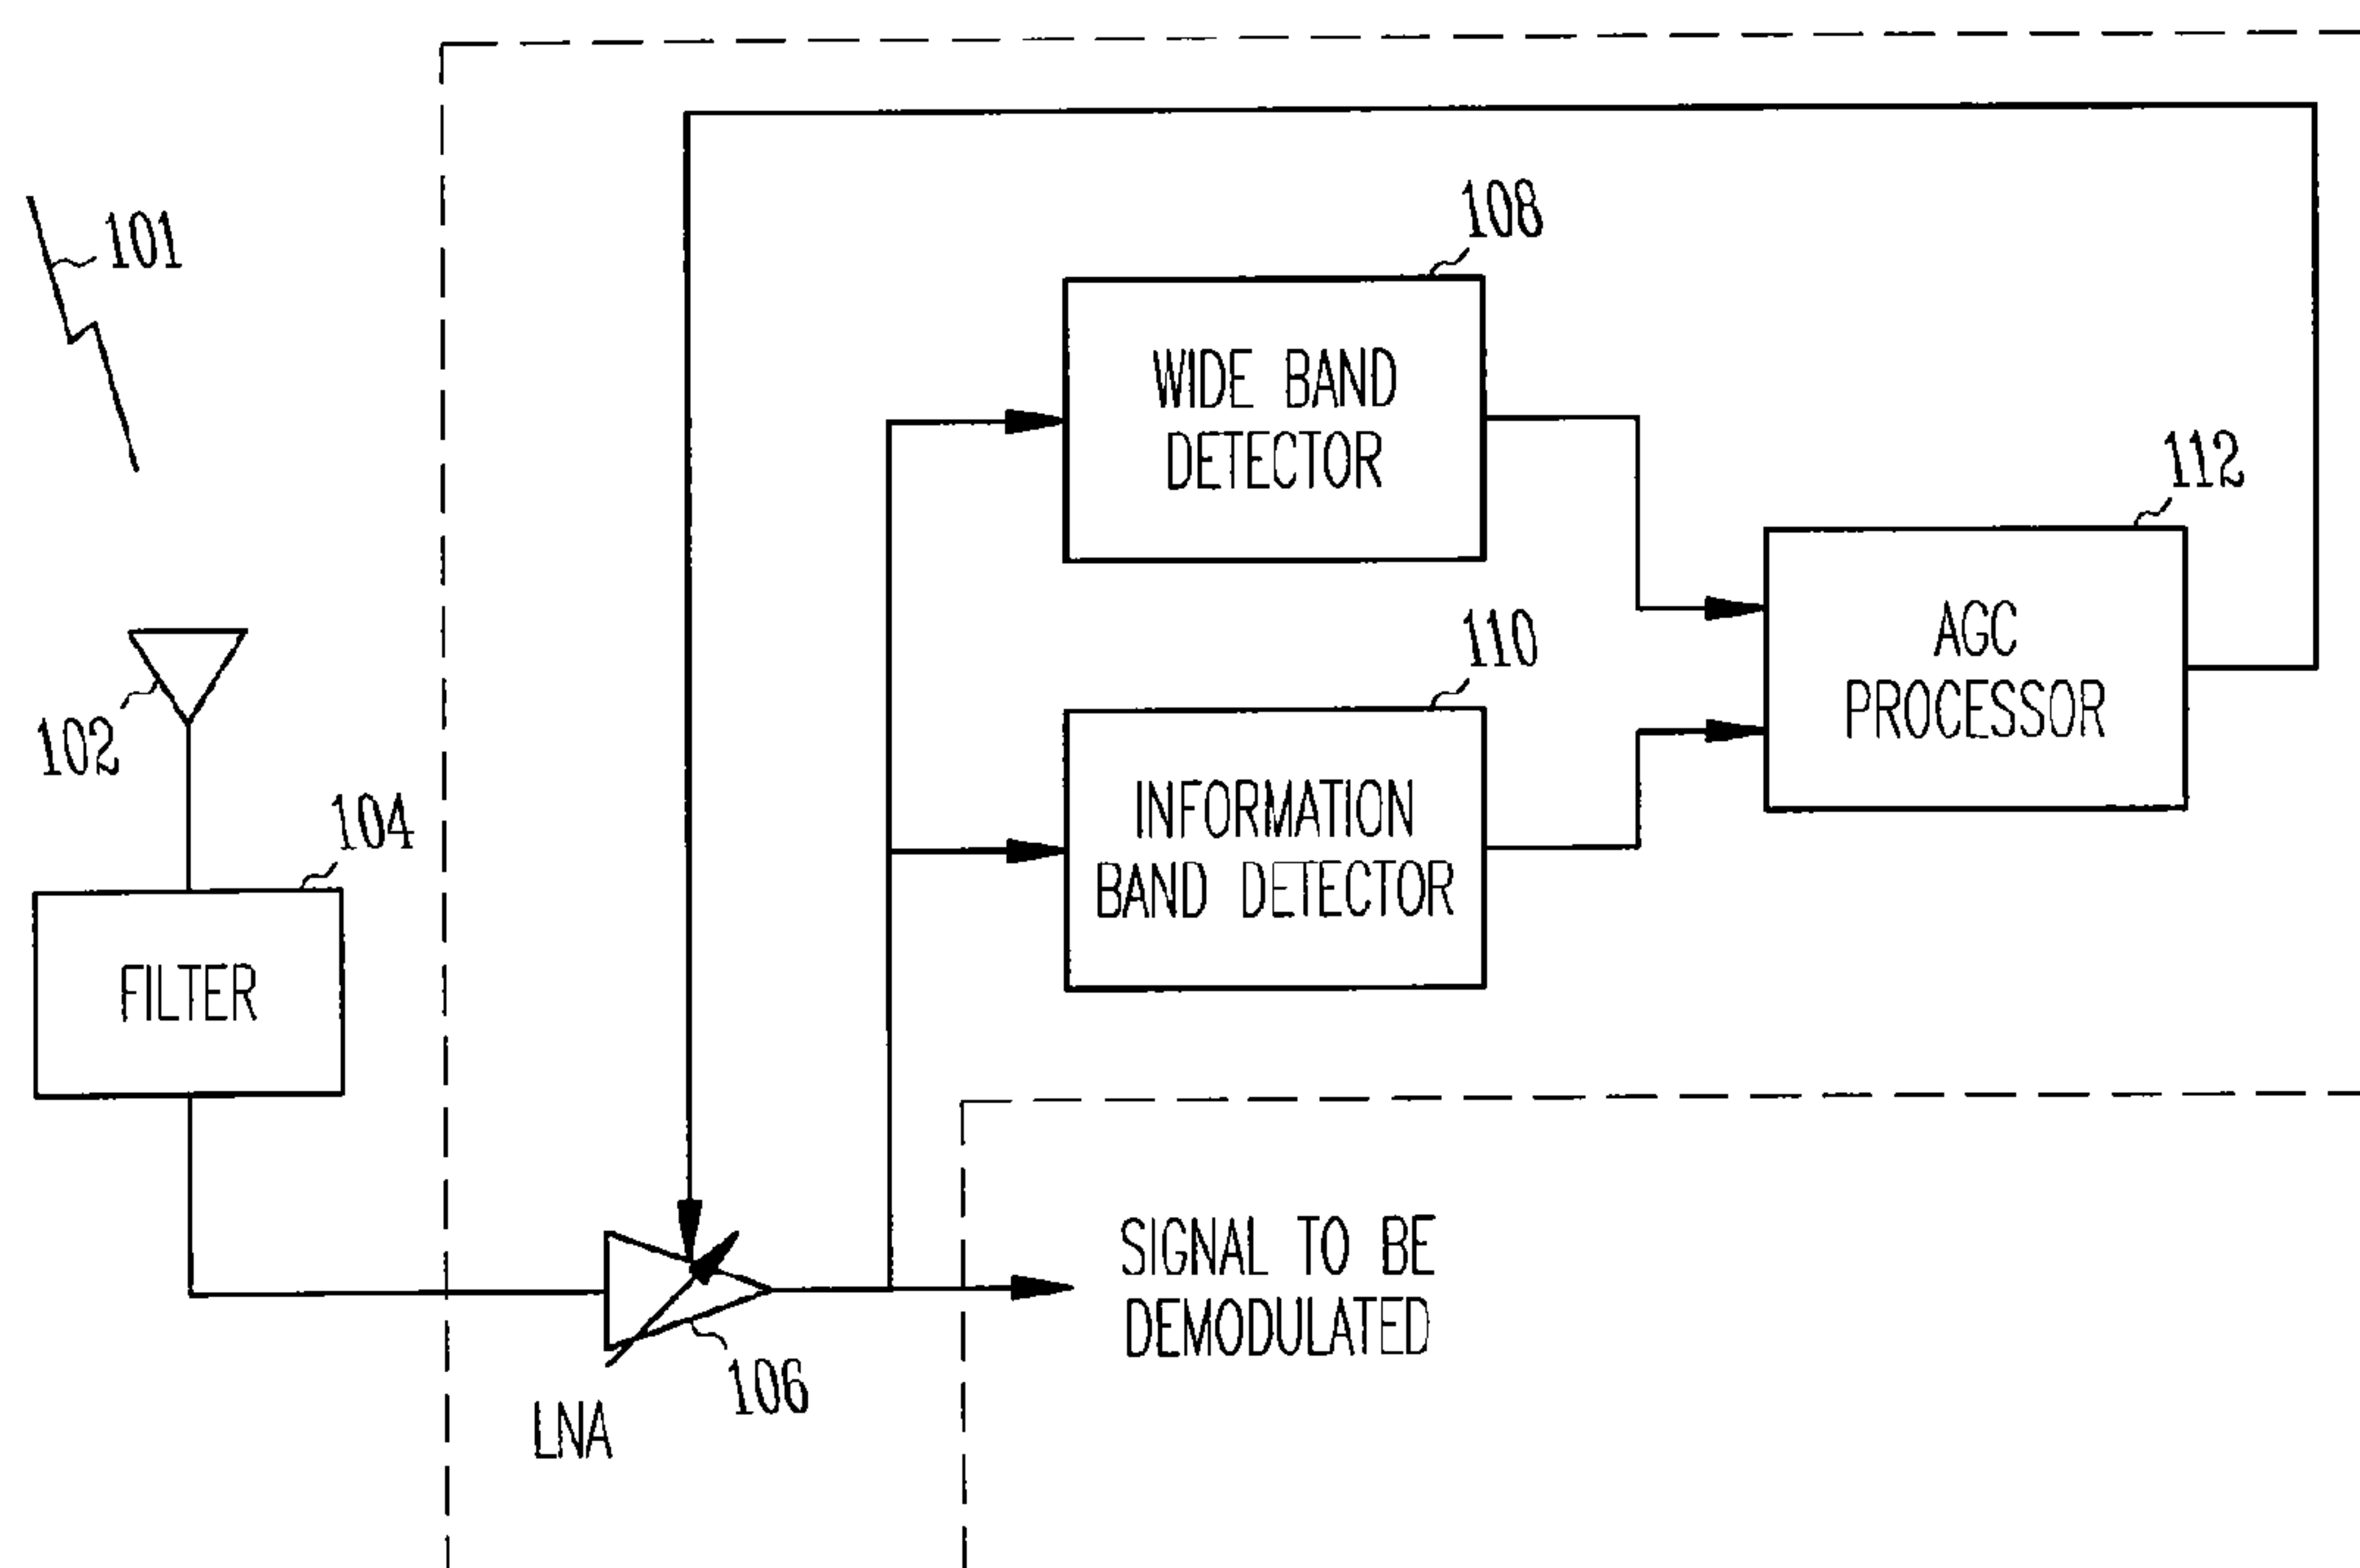 101
108
WIDE BAND
DETECTOR
112
102
110
AGC
PROCESSOR
104
INFORMATION
BAND DETECTOR
FILTER
SIGNAL TO BE
DEMODULATED
106
LNA